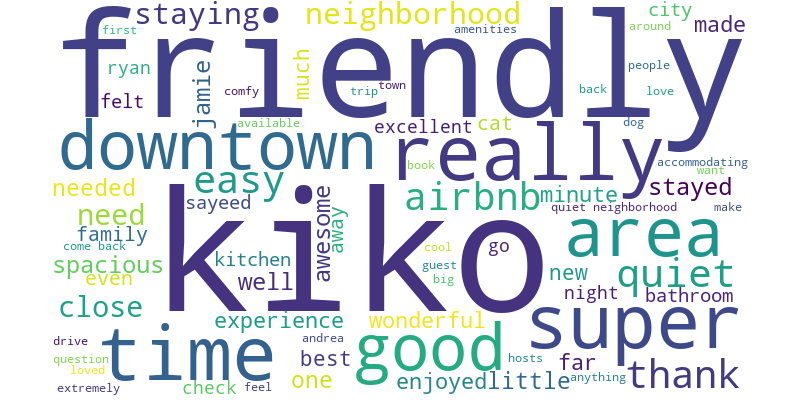 friendly
staying
neighborhood
city
first
amenities
around
made
ryan
much
people
felt
jamie
comfy
trip
town
back
love
downtown
available
excellent
cat
dog
really
book
accommodating
want
needed
easy
airbnb
minute
stayed
need
sayeed
kiko
awesome
away
quiet neighborhood
make
family
area
come back
kitchen
cool
go
spacious
well
guest
new
quiet
even
big
night
bathroom
close
experience
wonderful
super
time
andrea
good
drive
best
hosts
far
question
loved
one
enjoyed
little
anything
thank
extremely
check
feel